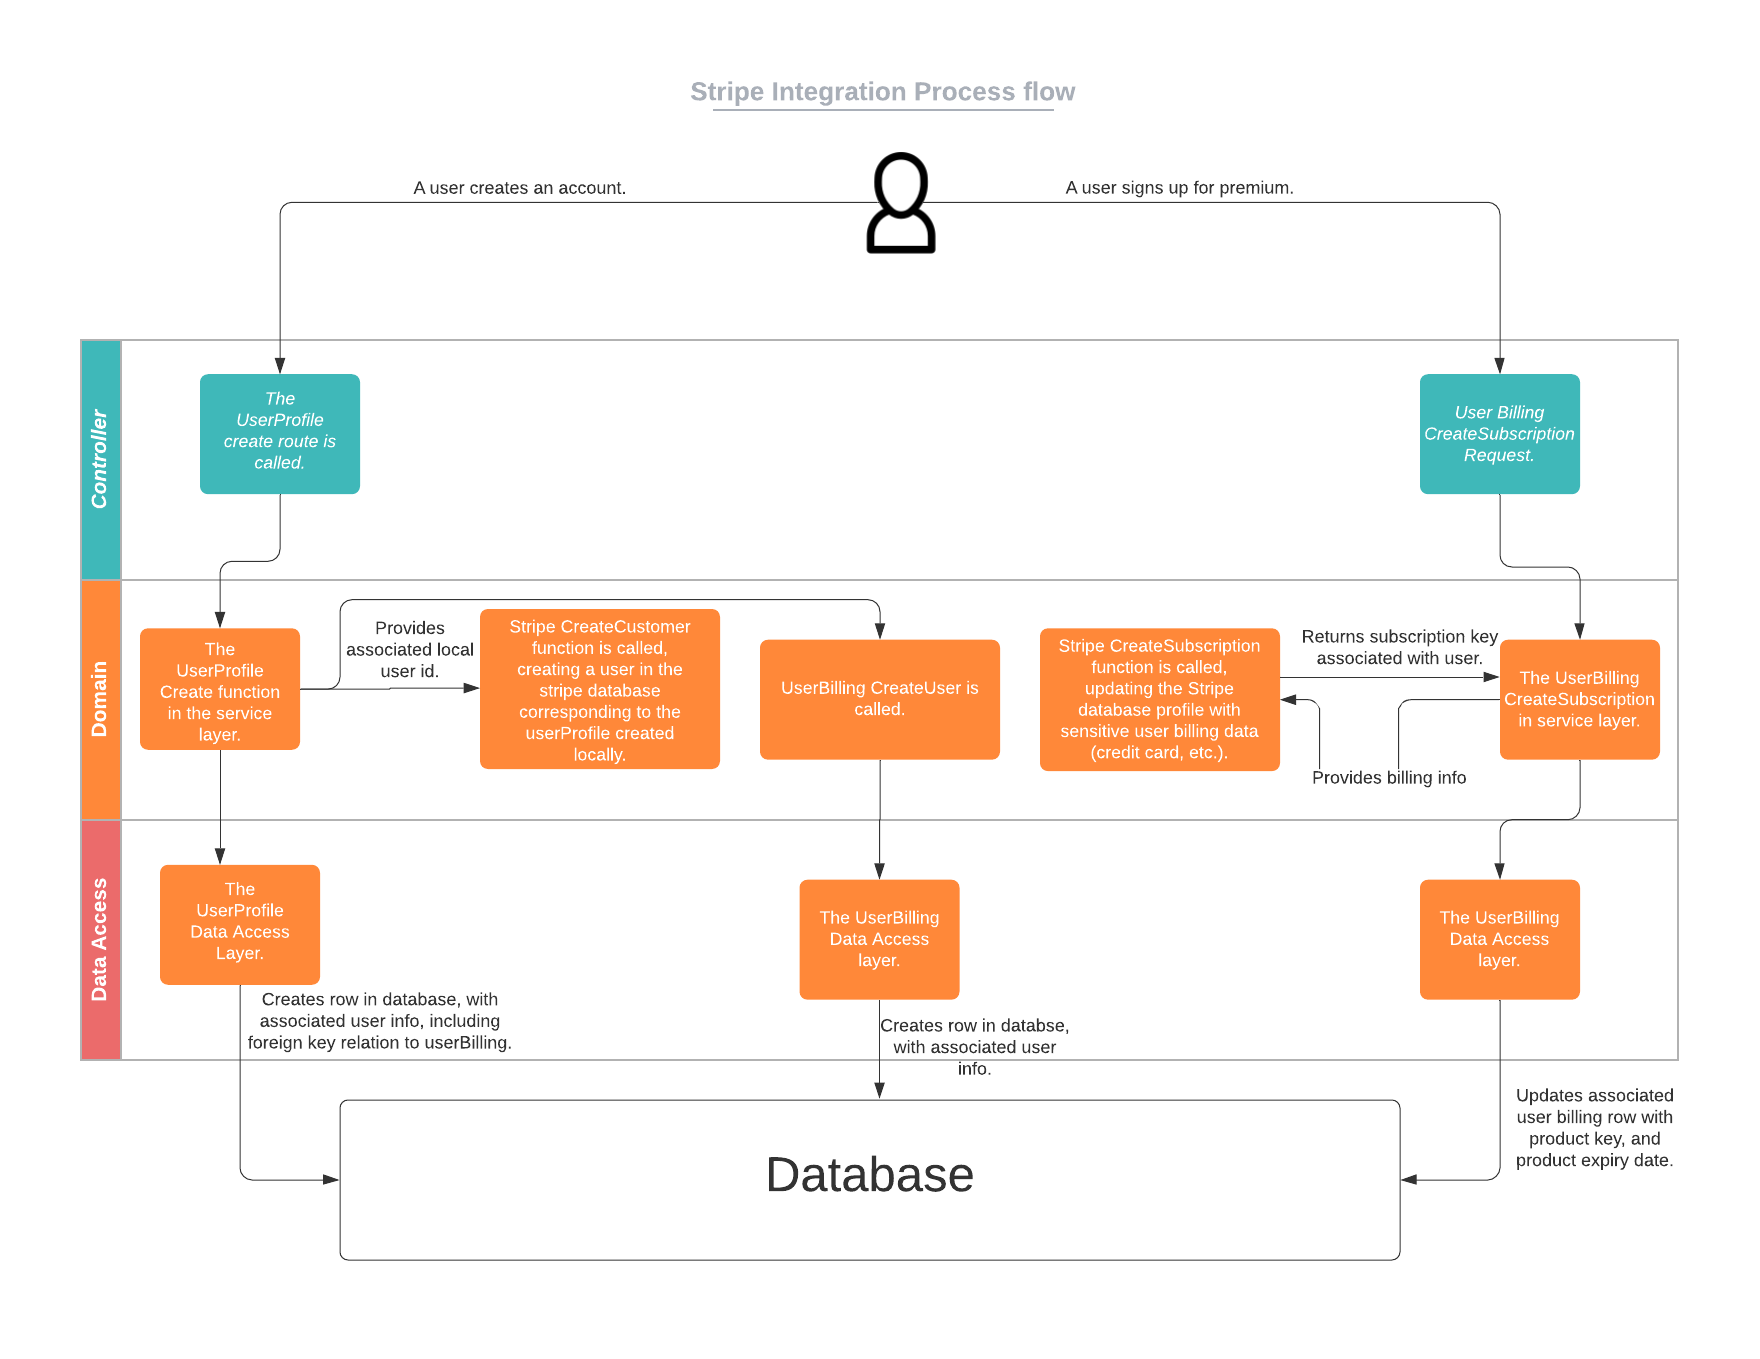 Stripe Integration Process flow
A user creates an account.
A user signs up for premium.
Controller
The
UserProfile
create route is
called.
User Billing
CreateSubscription
Request.
Domain
The
UserProfile
Create function
in the service
layer.
Provides
associated local
user id.
Stripe CreateCustomer
function is called,
creating a user in the
stripe database
corresponding to the
userProfile created
locally.
UserBilling CreateUser is
called.
Stripe CreateSubscription
function is called,
updating the Stripe
database profile with
sensitive user billing data
(credit card, etc.).
Returns subscription key
associated with user.
Provides billing info
The UserBilling
CreateSubscription
in service layer.
Data Access
The
UserProfile
Data Access
Layer.
The UserBilling
Data Access
layer.
The UserBilling
Data Access
layer.
Creates row in database, with
associated user info, including
foreign key relation to userBilling.
Creates row in databse,
with associated user
info.
Updates associated
user billing row with
product key, and
product expiry date.
Database